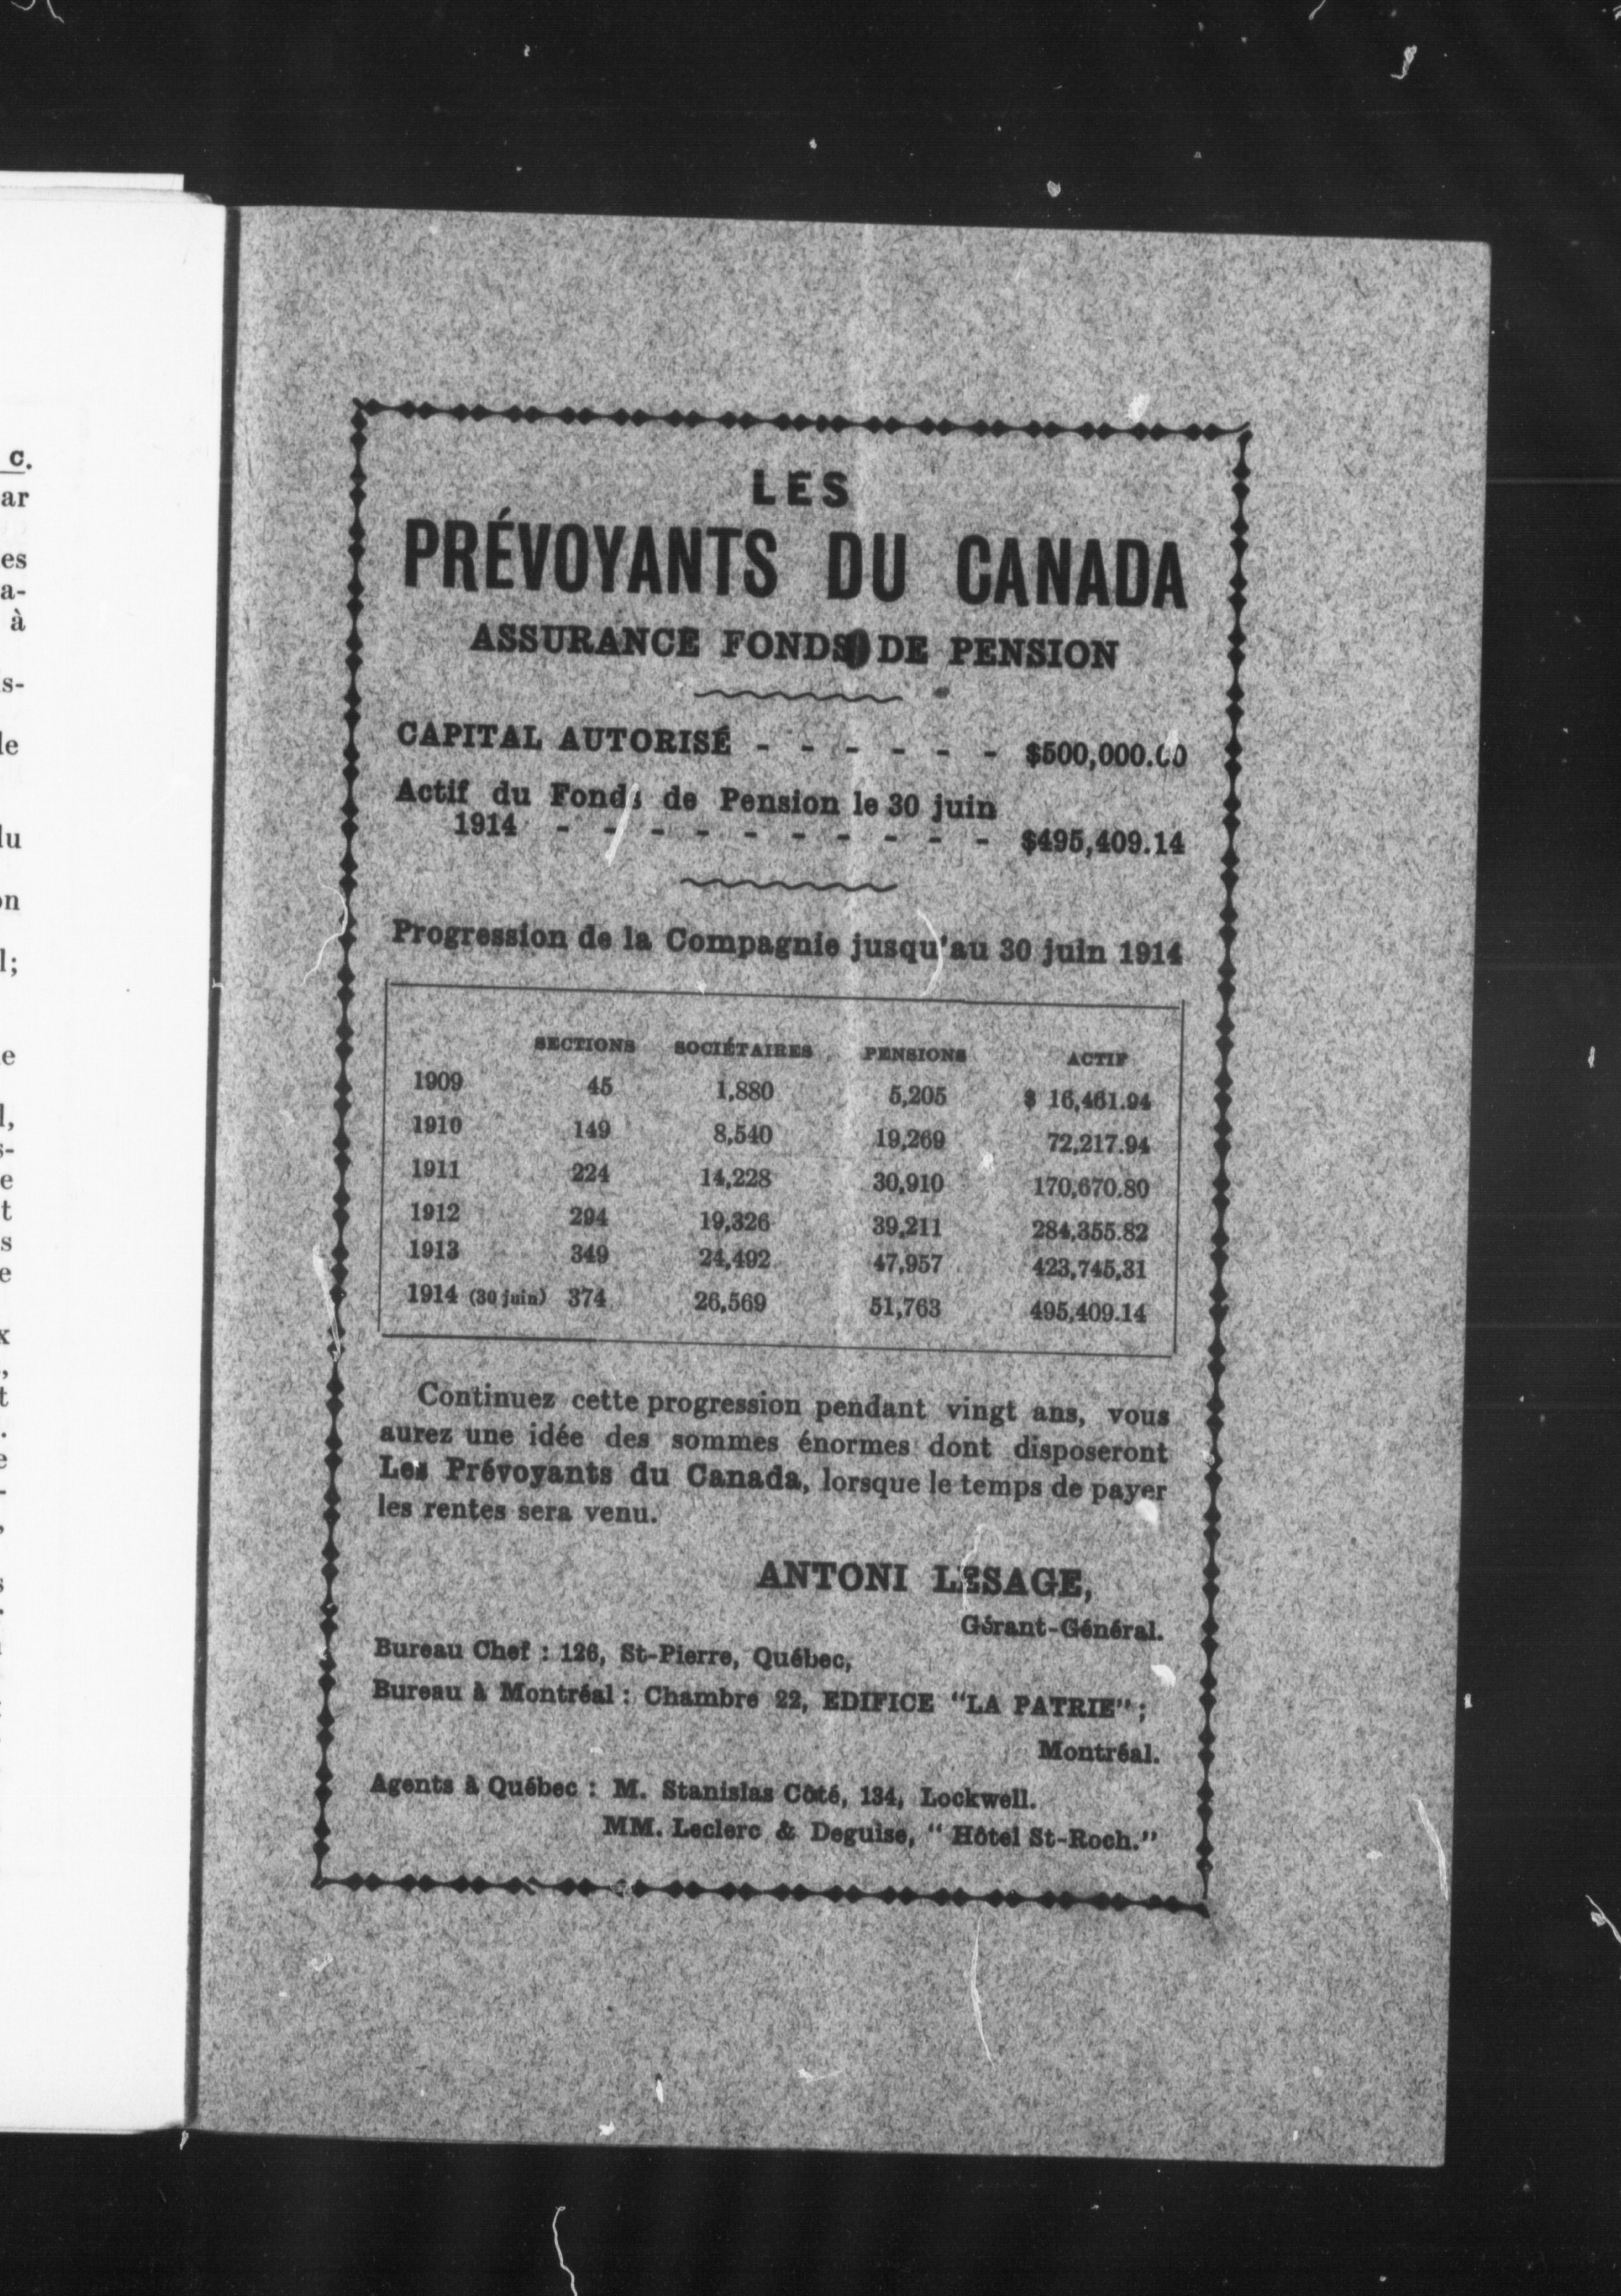 LES
PRÉVOYANTS DU CANADA
ASSURANCE FONDS DE PENSION
CAPITAL AUTORISÉ - - - - - - $500,000.00
Actif du Fonds de Pension le 30 juin
1914 - - - - - - - - - - $495,409.14
Progression de la Compagnie jusqu'au 30 juin 1914
SECTIONS SOCIÉTAIRES PENSIONS ACTIF
1909 45 1,880 5,205 $ 16,461.94
1910 149 8,540 19,269 72,217.94
1911 224 14,228 30,910 170,670.80
1912 294 19,326 39,211 284,355.82
1913 349 24,492 47,957 423,745,31
1914 (30 juin) 374 26,569 51,763 495,409.14
Continuez cette progression pendant vingt ans, vous
aurez une idée des sommes énormes dont disposeront
Les Prévoyants du Canada, lorsque le temps de payer
les rentes sera venu.
ANTONI LESAGE,
Gérant-Général.
Bureau Chef : 126, St-Pierre, Québec,
Bureau à Montréal : Chambre 22, EDIFICE "LA PATRIE" ;
Montréal.
Agents à Québec : M. Stanislas Côté, 134, Lockwell.
MM. Leclerc & Deguise, " Hôtel St-Roch."